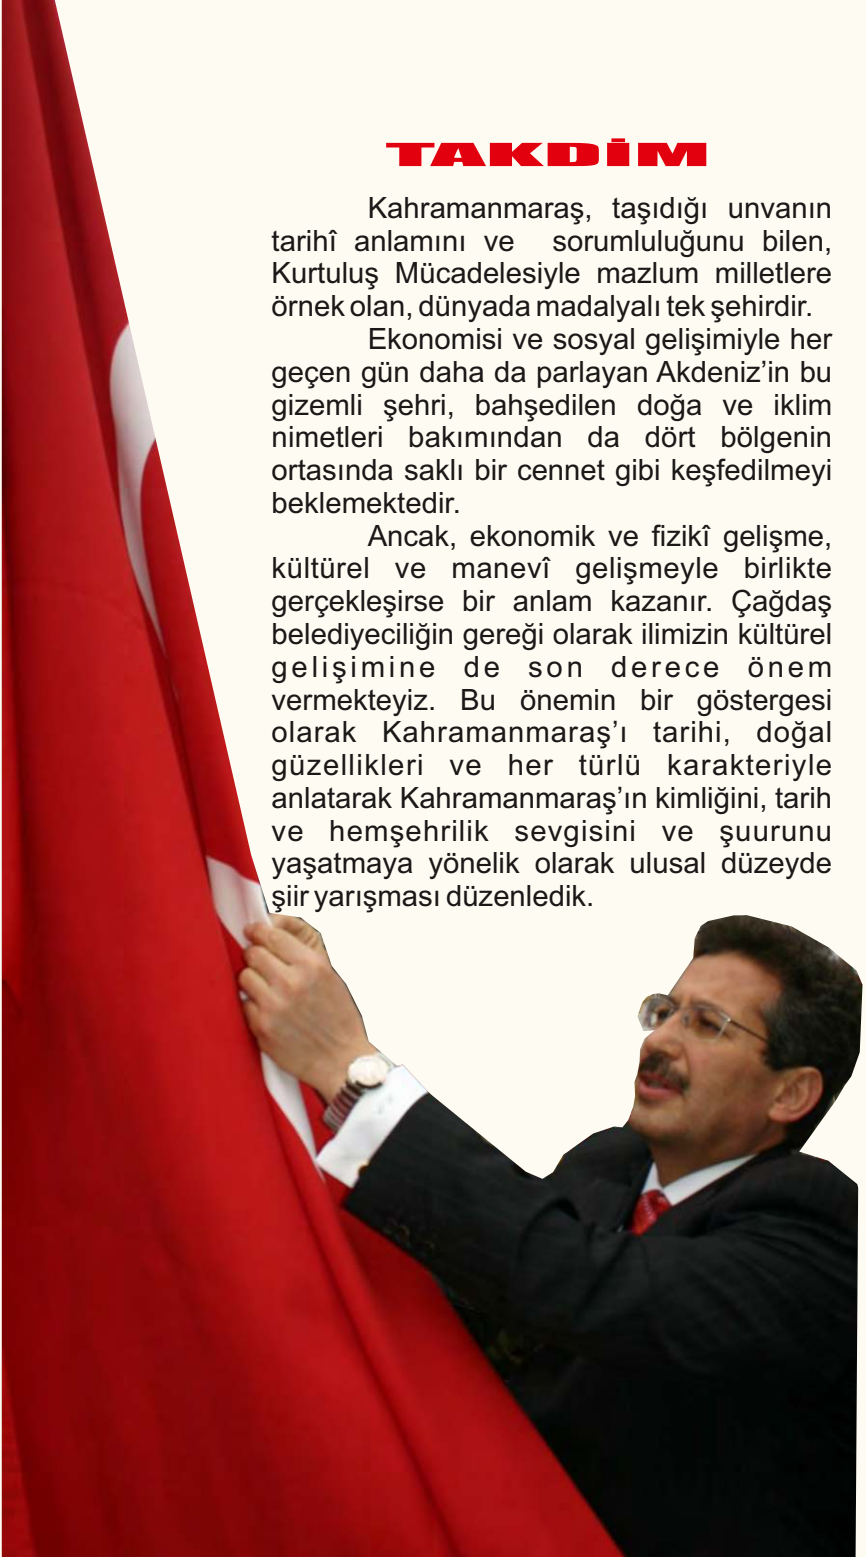 TAKDİM
Kahramanmaraş, taşıdığı unvanın
tarihî anlamını ve sorumluluğunu bilen,
Kurtuluş Mücadelesiyle mazlum milletlere
örnek olan, dünyada madalyalı tek şehirdir.
Ekonomisi ve sosyal gelişimiyle her
geçen gün daha da parlayan Akdeniz’in bu
gizemli şehri, bahşedilen doğa ve iklim
nimetleri bakımından da dört bölgenin
ortasında saklı bir cennet gibi keşfedilmeyi
beklemektedir.
Ancak, ekonomik ve fizikî gelişme,
kültürel ve manevî gelişmeyle birlikte
gerçekleşirse bir anlam kazanır. Çağdaş
belediyeciliğin gereği olarak ilimizin kültürel
gelişimine de son derece önem
vermekteyiz. Bu önemin bir göstergesi
olarak Kahramanmaraş’ı tarihi, doğal
güzellikleri ve her türlü karakteriyle
anlatarak Kahramanmaraş’ın kimliğini, tarih
ve hemşehrilik sevgisini ve şuurunu
yaşatmaya yönelik olarak ulusal düzeyde
şiir yarışması düzenledik.